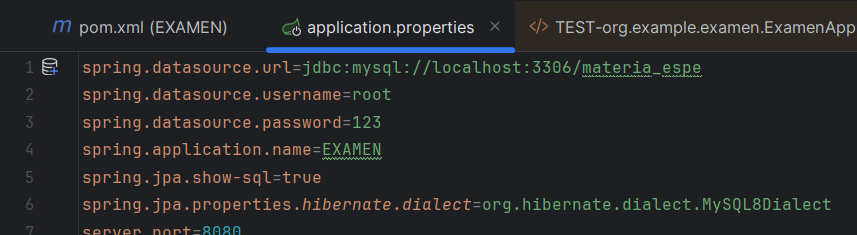 pom.xml (EXAMEN) application.properties TEST-org.example.examen.ExamenApp
1 spring.datasource.url=jdbc:mysql://localhost:3306/materia_espe
2 spring.datasource.username=root
3 spring.datasource.password=123
4 spring.application.name=EXAMEN
5 spring.jpa.show-sql=true
6 spring.jpa.properties.hibernate.dialect=org.hibernate.dialect.MySQL8Dialect
7 server.port=8080